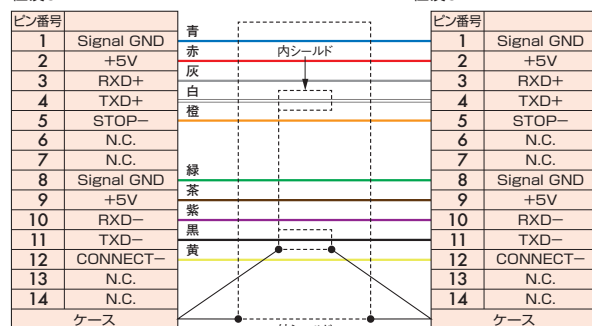 ピン番号 ピン番号
青
1 Signal GND 1 Signal GND
赤 内シールド
2 +5V 2 +5V
灰
3 RXD+ 3 RXD+
白
4 TXD+ 4 TXD+
橙
5 STOP− 5 STOP−
6 N.C. 6 N.C.
7 N.C. 7 N.C.
緑
8 Signal GND 8 Signal GND
茶
9 +5V 9 +5V
紫
10 RXD− 10 RXD−
黒
11 TXD− 11 TXD−
黄
12 CONNECT− 12 CONNECT−
13 N.C. 13 N.C.
14 N.C. 14 N.C.
ケース ケース